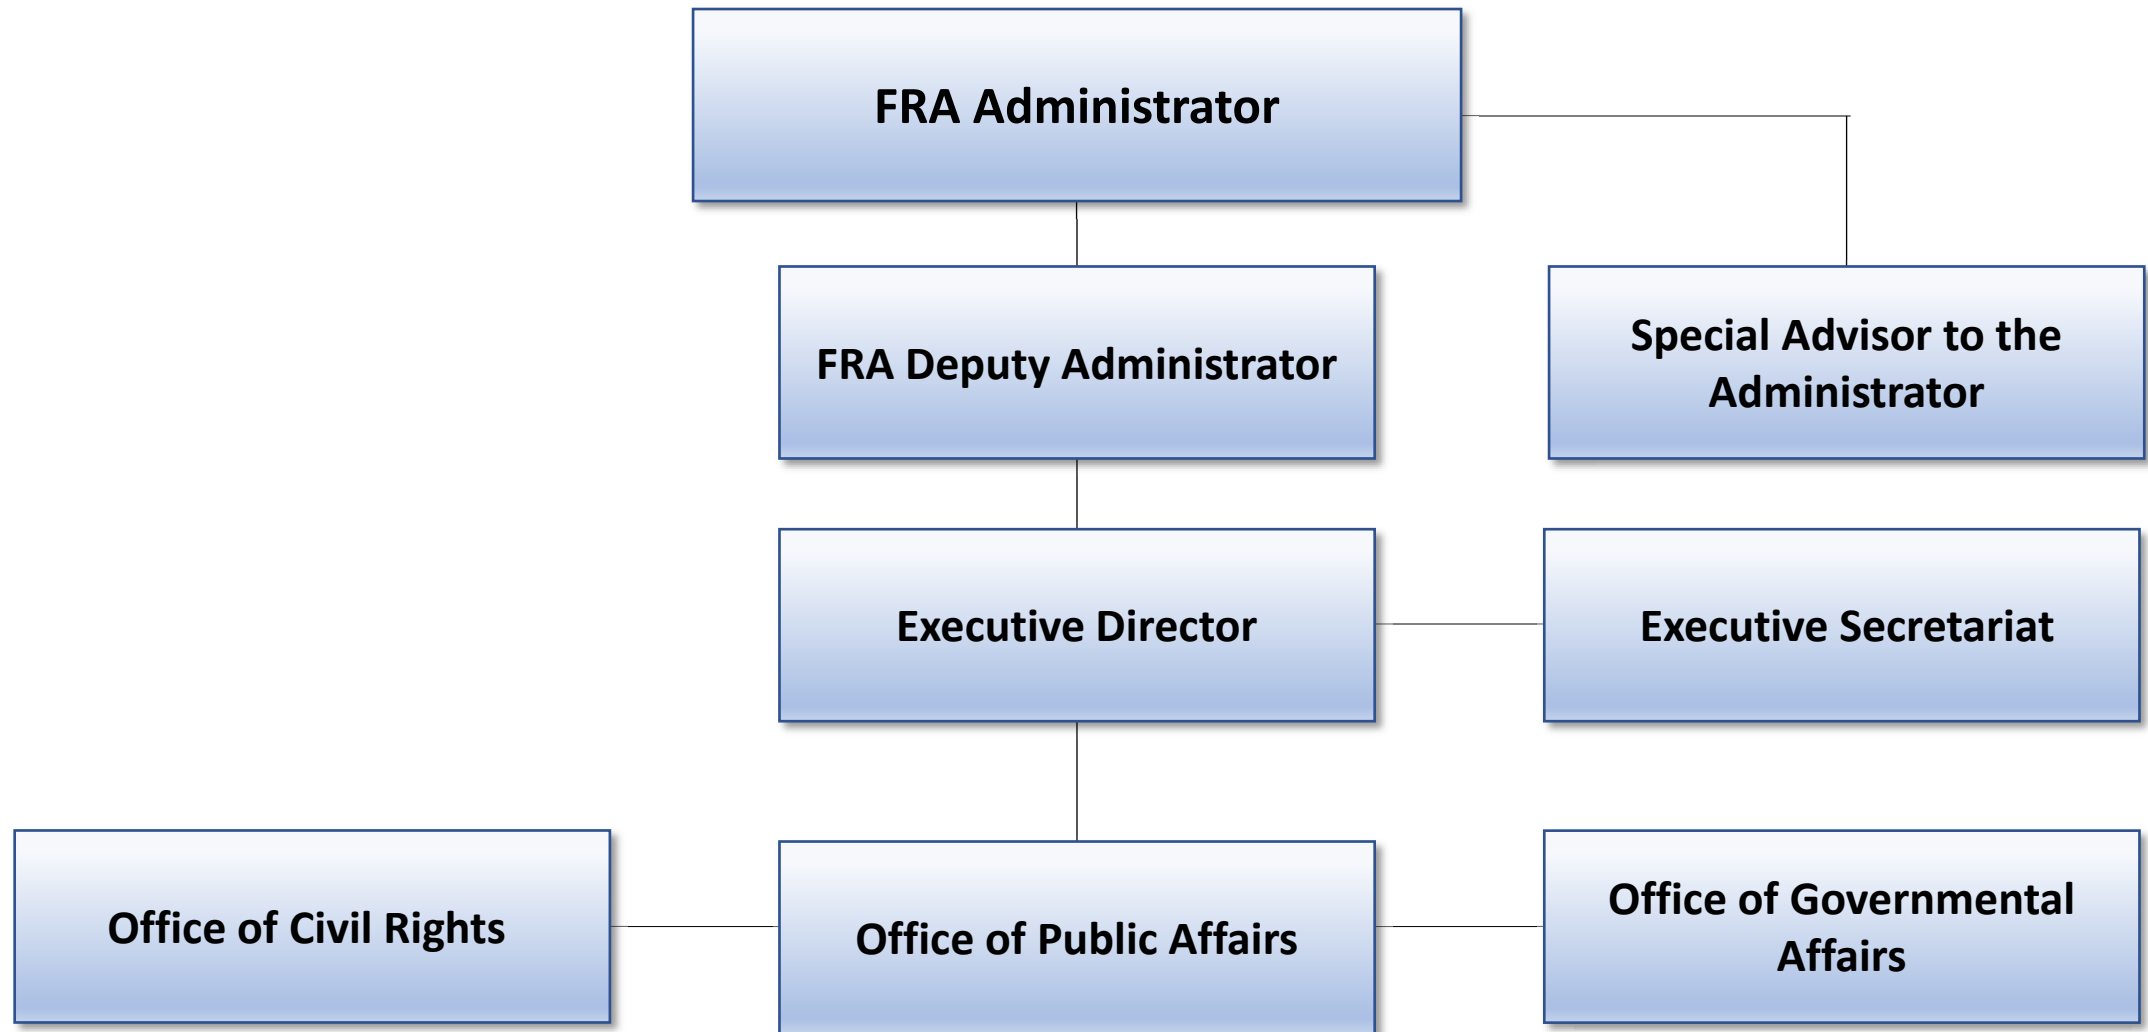 FRA Administrator
FRA Deputy Administrator
Special Advisor to the
Administrator
Executive Director
Executive Secretariat
Office of Civil Rights
Office of Public Affairs
Office of Governmental
Affairs